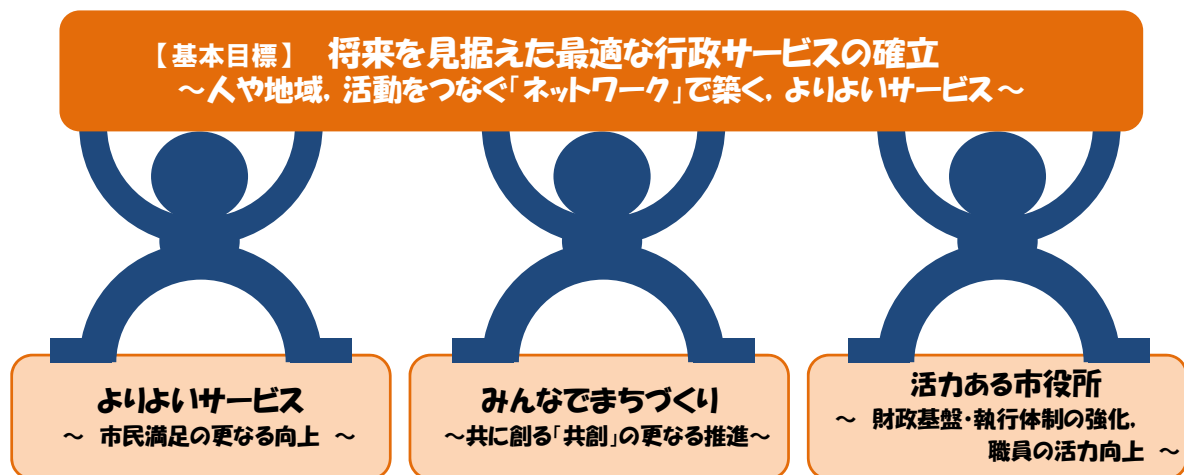 【基本目標】 将来を見据えた最適な行政サービスの確立
～人や地域，活動をつなぐ「ネットワーク」で築く，よりよいサービス～
よりよいサービス
～ 市民満足の更なる向上 ～
みんなでまちづくり
～共に創る「共創」の更なる推進～
活力ある市役所
～ 財政基盤・執行体制の強化，
職員の活力向上 ～